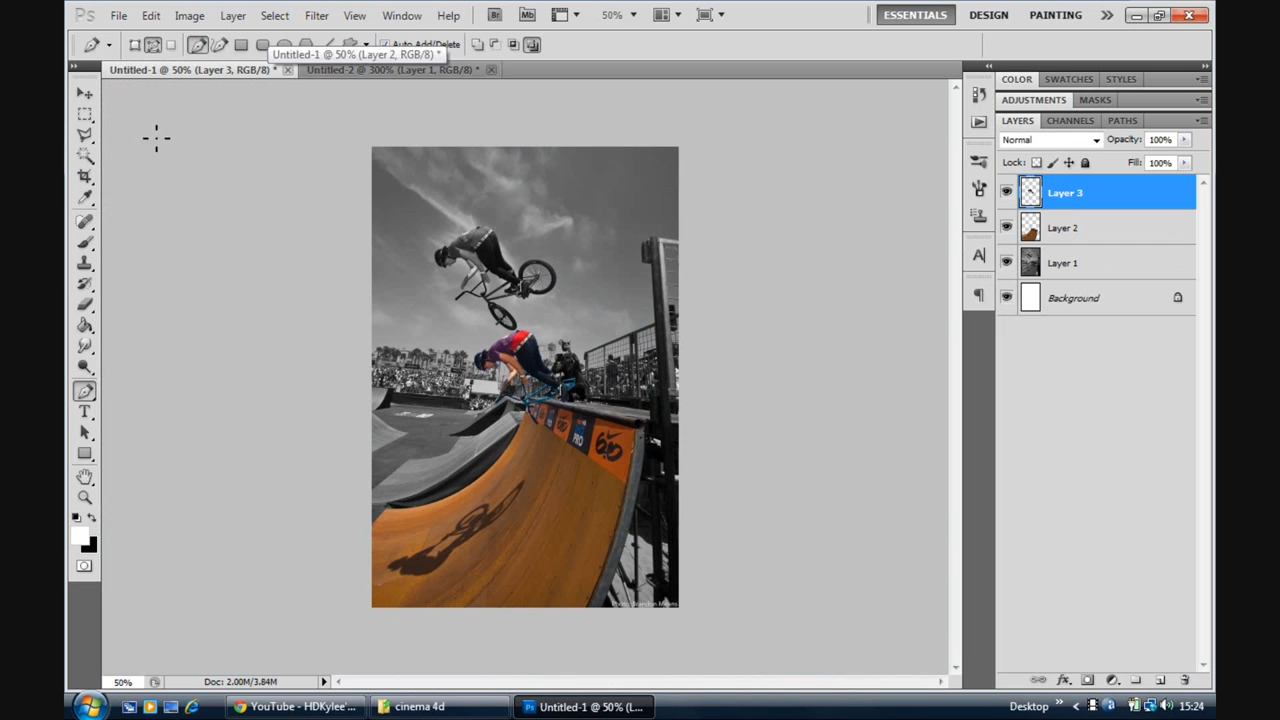 Ps File Edit Image Layer Select Filter View Window Help Br Mb 50% ESSENTIALS DESIGN PAINTING
Auto Add/Delete
Untitled-1 @ 50% (Layer 2, RGB/8) *
Untitled-1 @ 50% (Layer 3, RGB/8) * Untitled-2 @ 300% (Layer 1, RGB/8) *
COLOR SWATCHES STYLES
ADJUSTMENTS MASKS
LAYERS CHANNELS PATHS
Normal Opacity: 100%
Lock: Fill: 100%
Layer 3
Layer 2
Layer 1
Background
PRO 6.0
50% Doc: 2.00M/3.84M
YouTube - HDKylee'... cinema 4d Untitled-1 @ 50% (L... Desktop 15:24